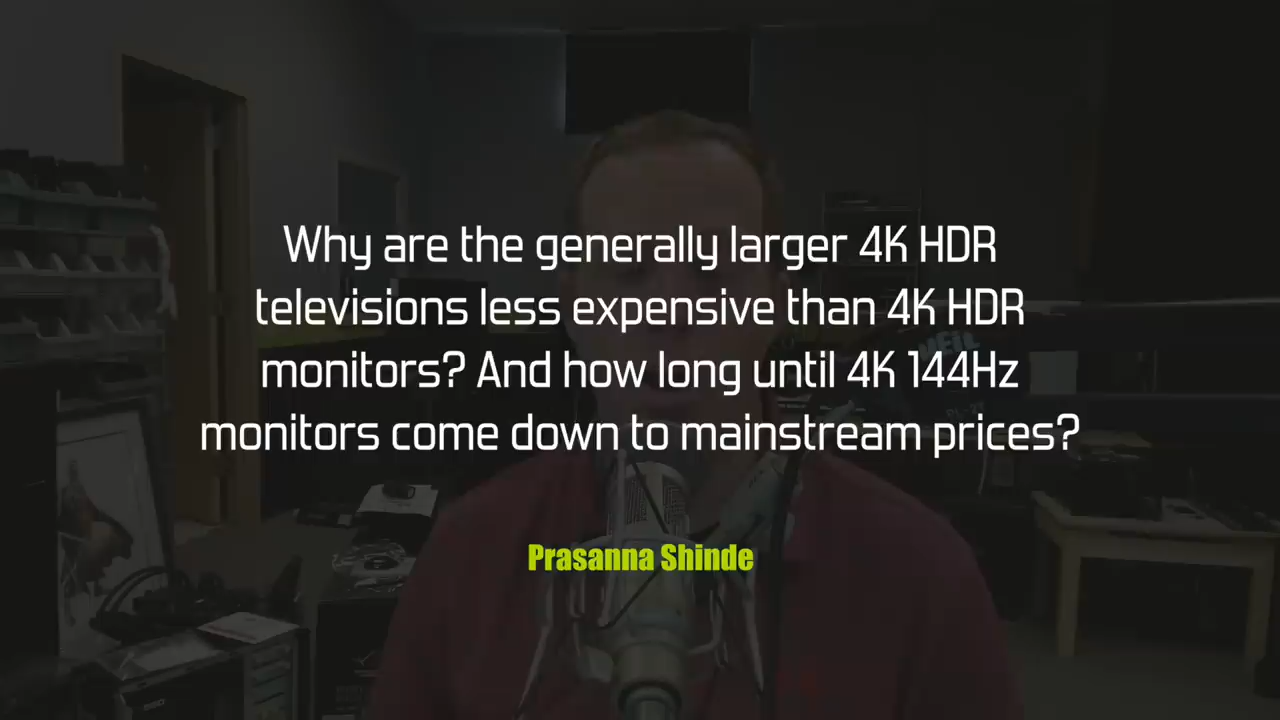 Why are the generally larger 4K HDR
televisions less expensive than 4K HDR
monitors? And how long until 4K 144Hz
monitors come down to mainstream prices?
Prasanna Shinde